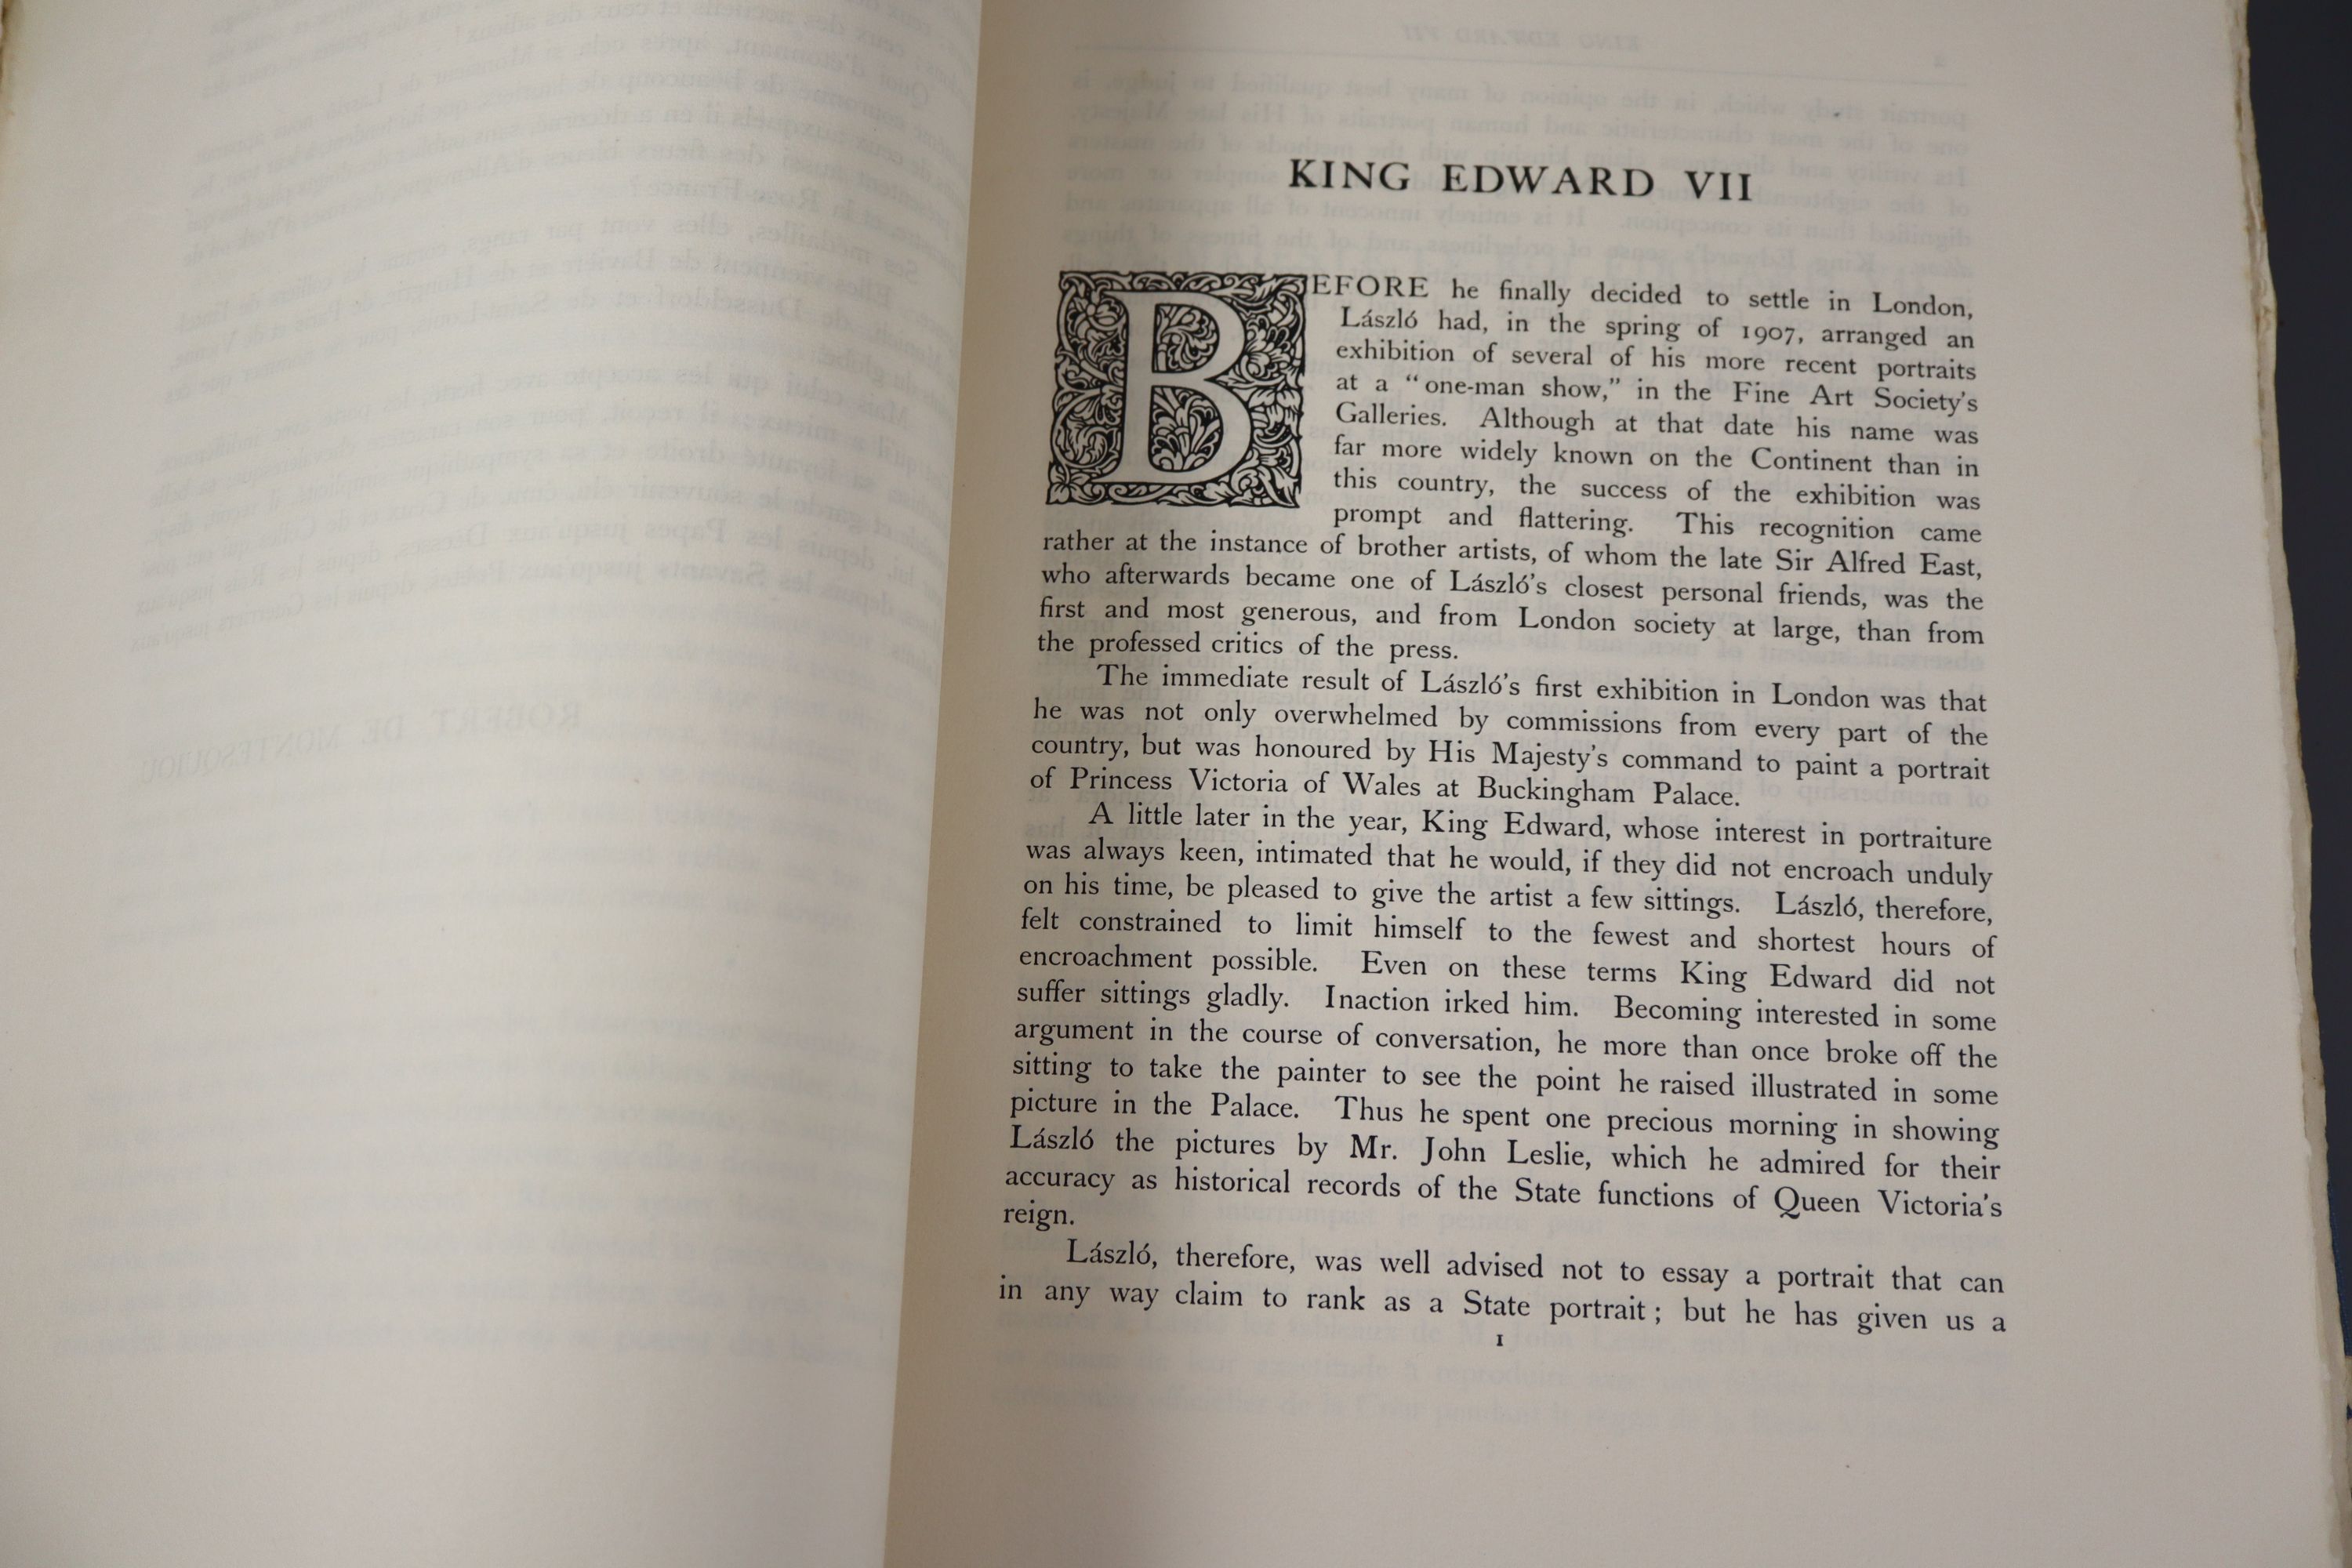 KING EDWARD VII
BEFORE he finally decided to settle in London,
László had, in the spring of 1907, arranged an
exhibition of several of his more recent portraits
at a “one-man show,” in the Fine Art Society's
Galleries. Although at that date his name was
far more widely known on the Continent than in
this country, the success of the exhibition was
prompt and flattering. This recognition came
rather at the instance of brother artists, of whom the late Sir Alfred East,
who afterwards became one of László's closest personal friends, was the
first and most generous, and from London society at large, than from
the professed critics of the press.
The immediate result of László's first exhibition in London was that
he was not only overwhelmed by commissions from every part of the
country, but was honoured by His Majesty's command to paint a portrait
of Princess Victoria of Wales at Buckingham Palace.
A little later in the year, King Edward, whose interest in portraiture
was always keen, intimated that he would, if they did not encroach unduly
on his time, be pleased to give the artist a few sittings. László, therefore,
felt constrained to limit himself to the fewest and shortest hours of
encroachment possible. Even on these terms King Edward did not
suffer sittings gladly. Inaction irked him. Becoming interested in some
argument in the course of conversation, he more than once broke off the
sitting to take the painter to see the point he raised illustrated in some
picture in the Palace. Thus he spent one precious morning in showing
László the pictures by Mr. John Leslie, which he admired for their
accuracy as historical records of the State functions of Queen Victoria's
reign.
László, therefore, was well advised not to essay a portrait that can
in any way claim to rank as a State portrait ; but he has given us a
1